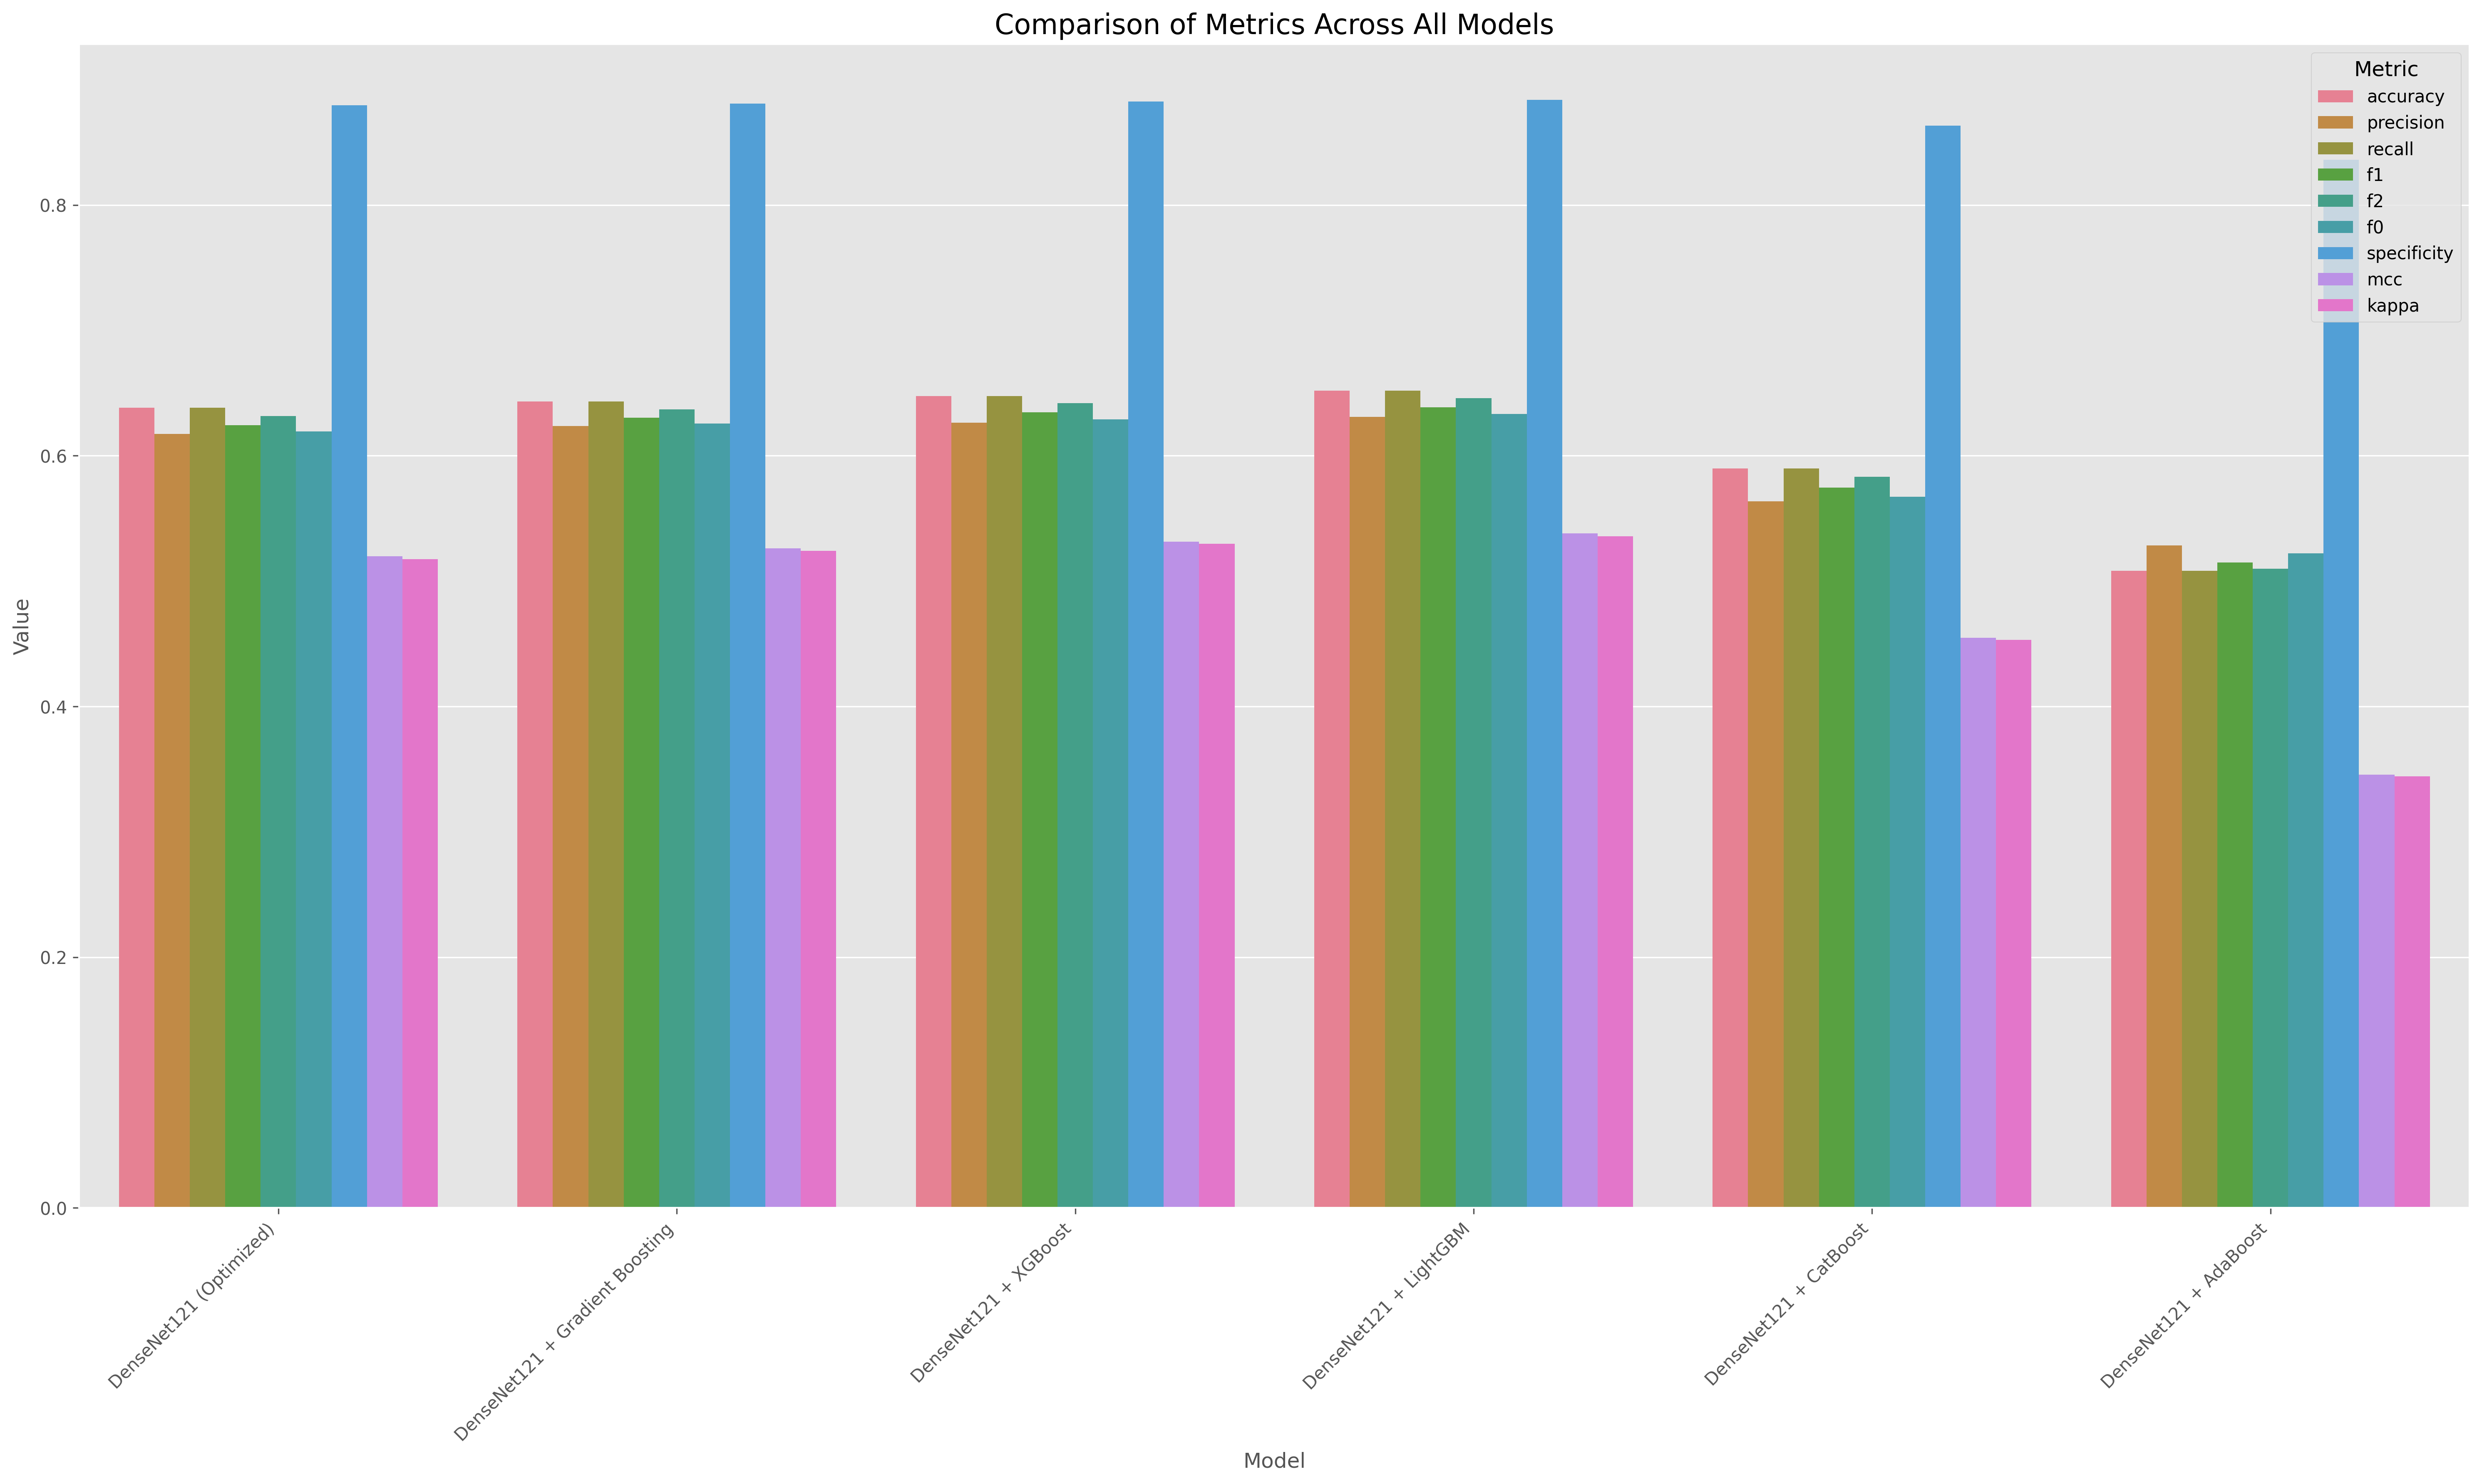 Comparison of Metrics Across All Models
Metric
accuracy
precision
recall
f1
f2
f0
specificity
mcc
kappa
Value
0.8
0.6
0.4
0.2
0.0
DenseNet121 (Optimized)
DenseNet121 + Gradient Boosting
DenseNet121 + XGBoost
DenseNet121 + LightGBM
DenseNet121 + CatBoost
DenseNet121 + AdaBoost
Model